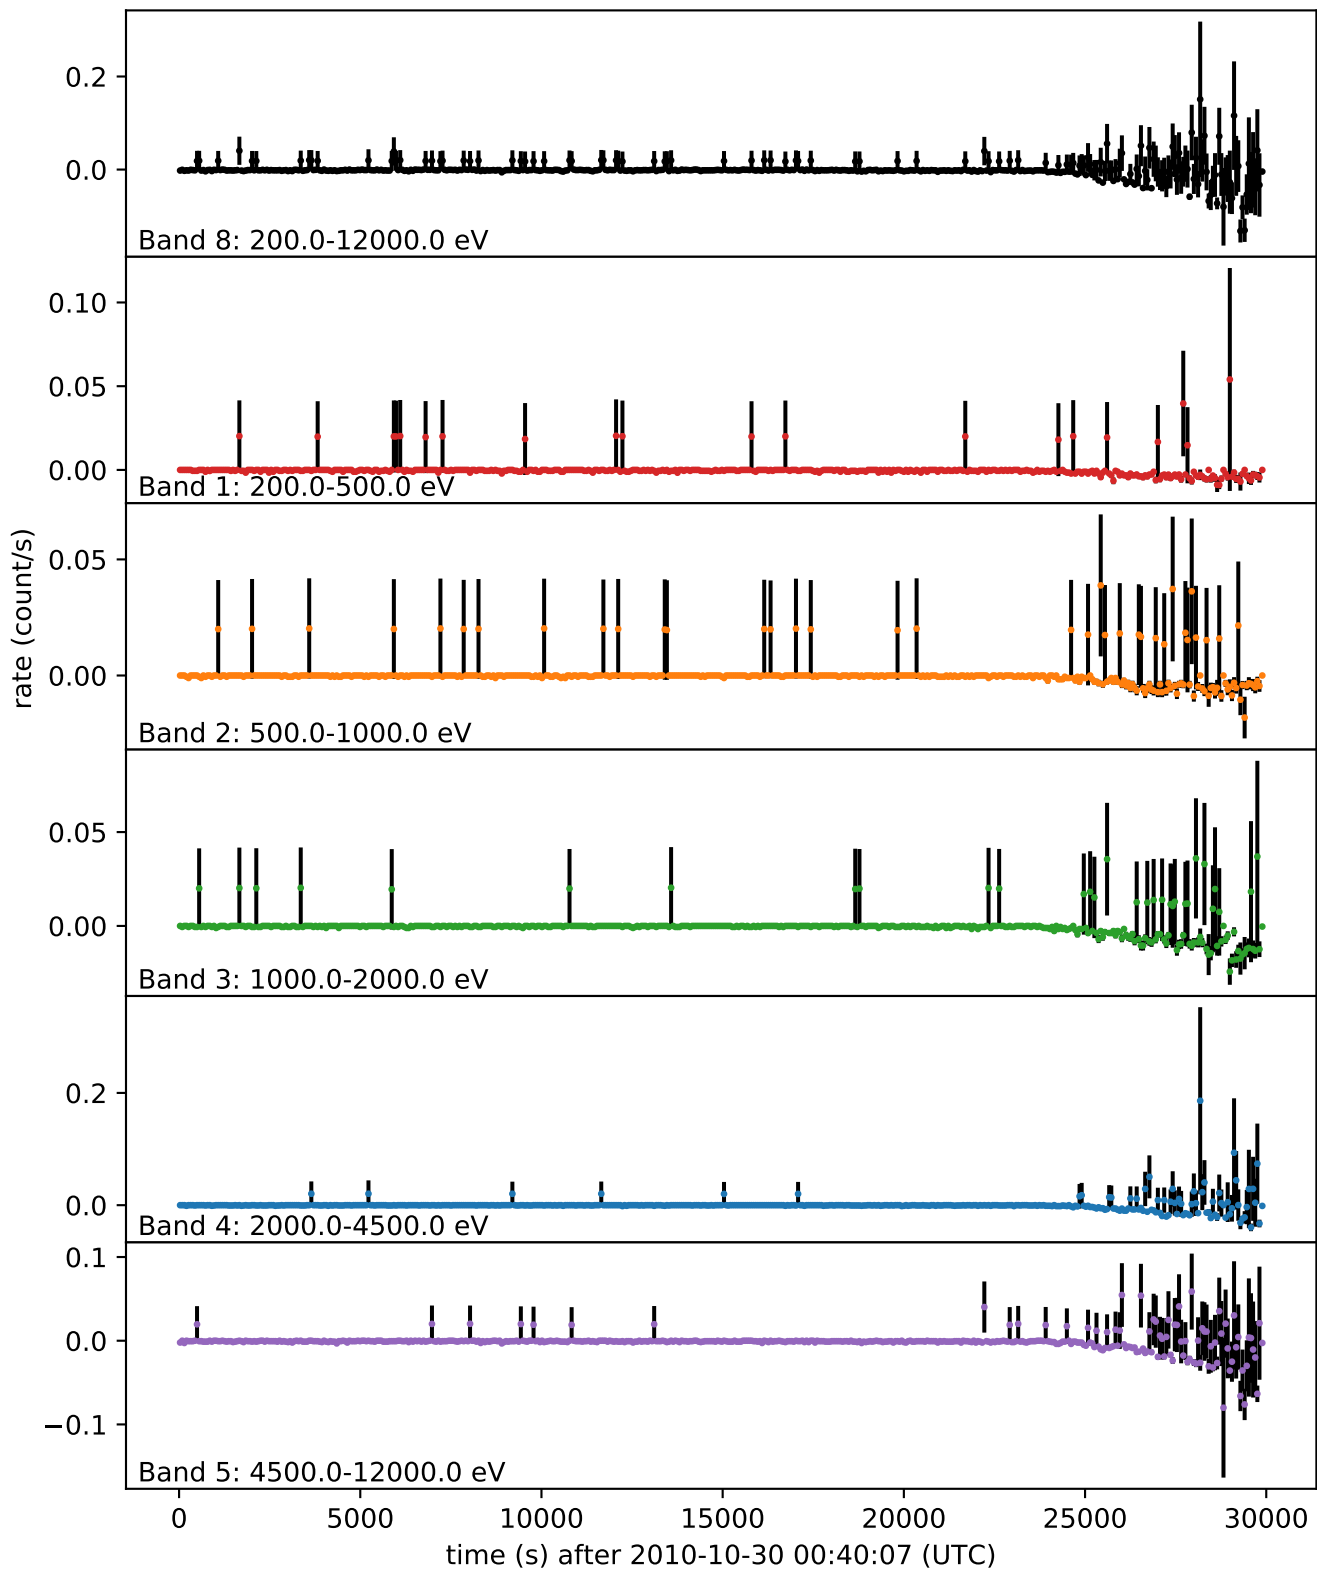 0.2
0.0
Band 8: 200.0-12000.0 eV
0.10
0.05
0.00
Band 1: 200.0-500.0 eV
rate (count/s)
0.05
0.00
Band 2: 500.0-1000.0 eV
0.05
0.00
Band 3: 1000.0-2000.0 eV
0.2
0.0
Band 4: 2000.0-4500.0 eV
0.1
0.0
−0.1
Band 5: 4500.0-12000.0 eV
0 5000 10000 15000 20000 25000 30000
time (s) after 2010-10-30 00:40:07 (UTC)